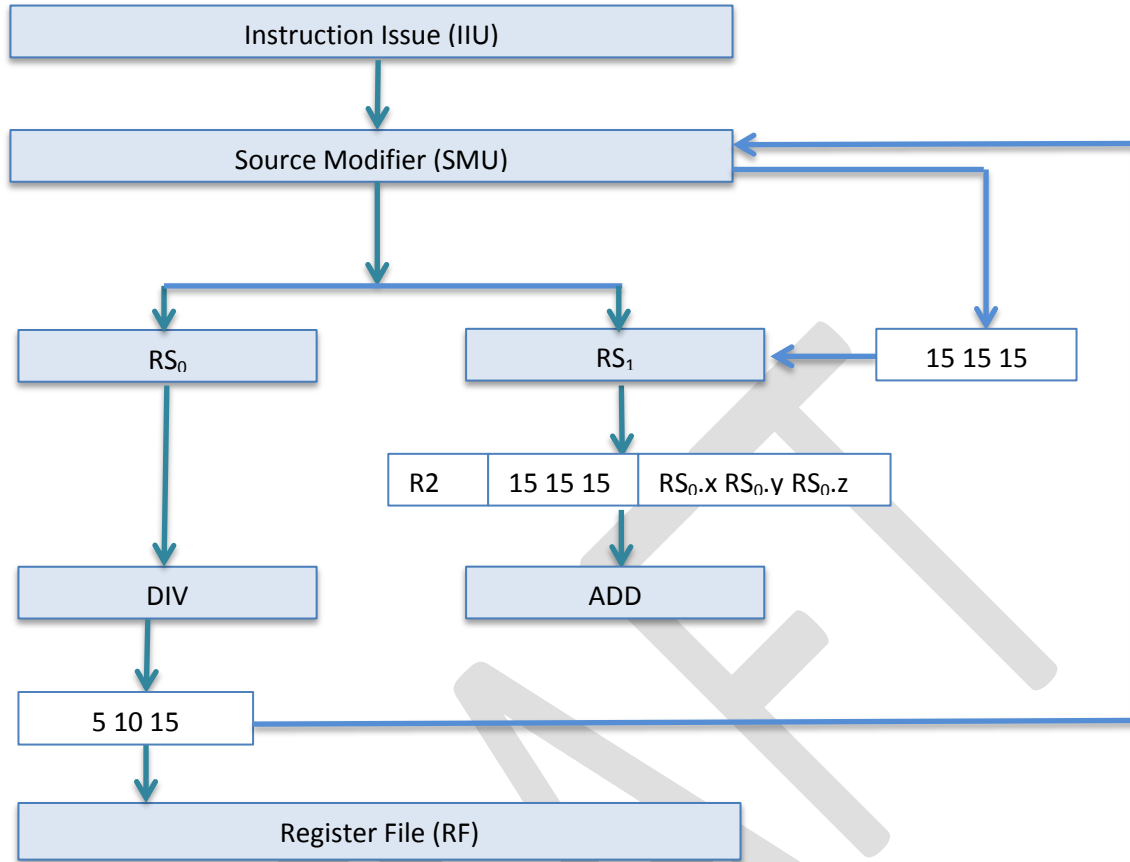 Instruction Issue (IIU)
Source Modifier (SMU)
RS₀
RS₁
15 15 15
R2
15 15 15
RS₀.x RS₀.y RS₀.z
DIV
ADD
5 10 15
Register File (RF)